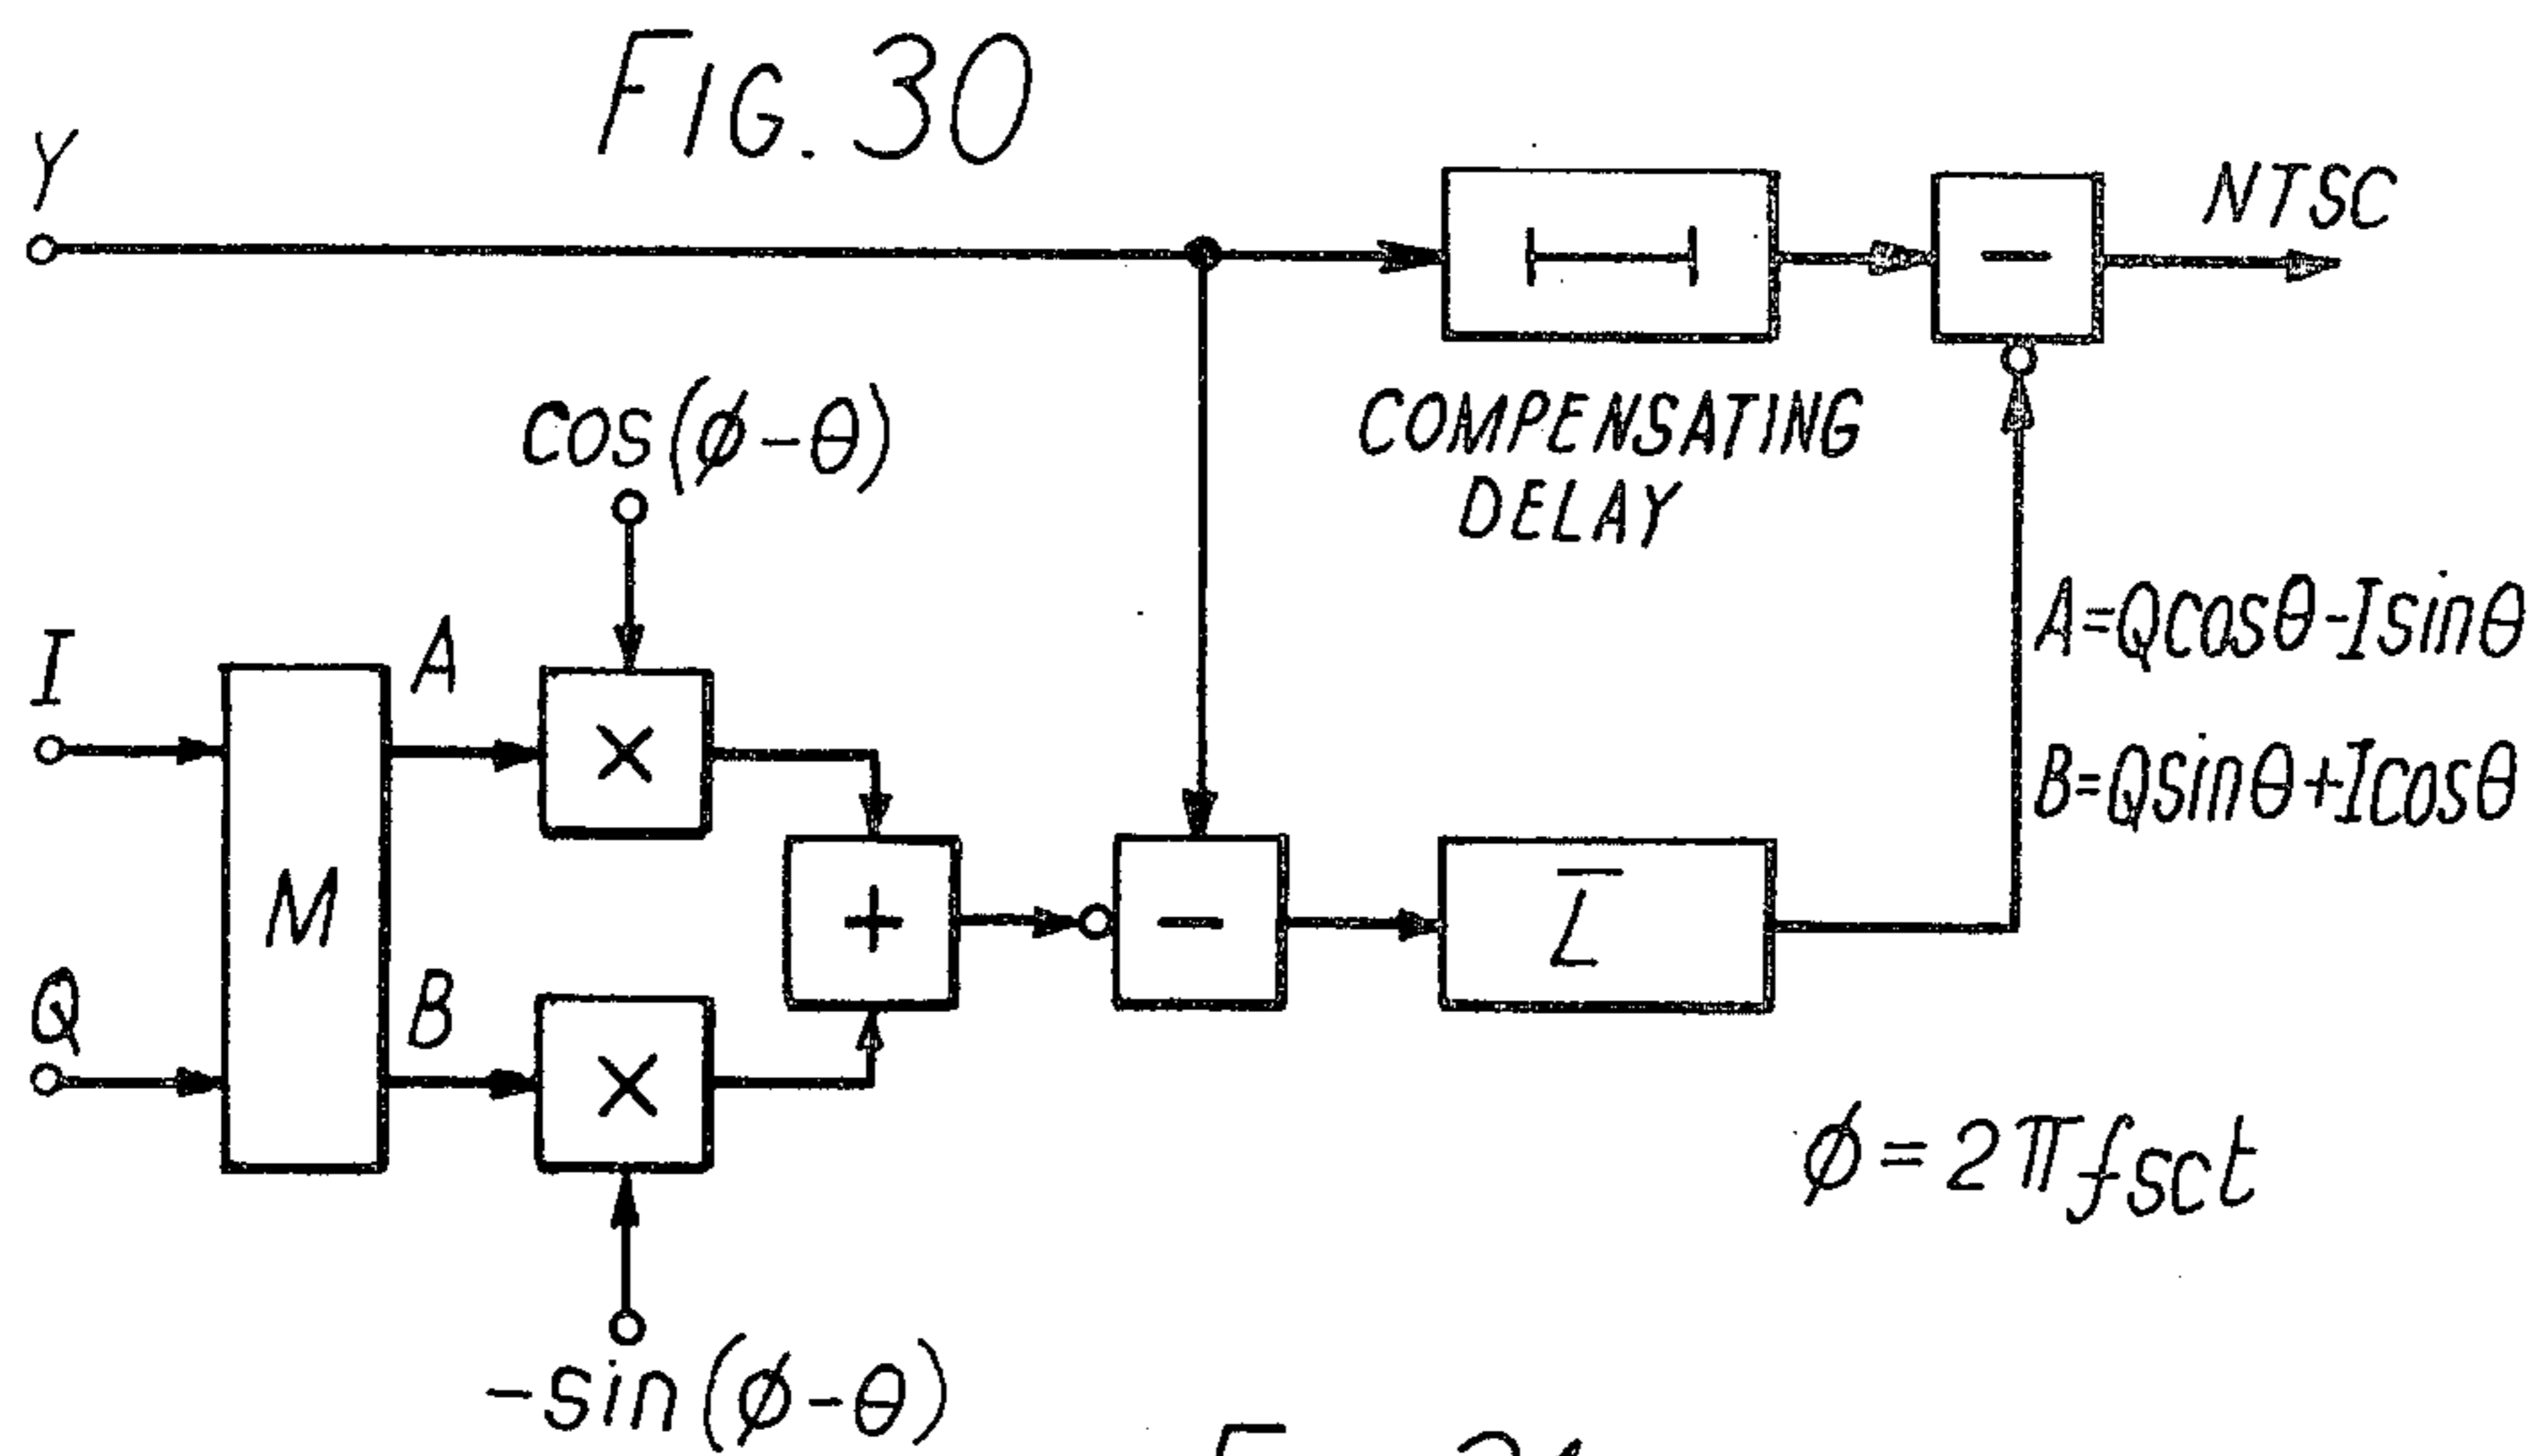 FIG. 30
Y
NTSC
COMPENSATING
DELAY
cos(ϕ-θ)
I
A
A=Qcosθ-Isinθ
B=Qsinθ+Icosθ
×
M
+
-
-
L̅
Q
B
×
ϕ=2πfsct
-sin(ϕ-θ)